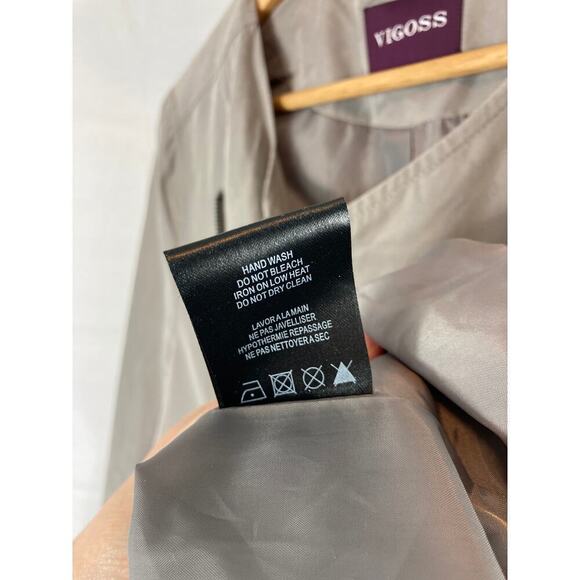 VIGOSS
HAND WASH
DO NOT BLEACH
IRON ON LOW HEAT
DO NOT DRY CLEAN
LAVORA LA MAIN
NE PAS JAVELLISER
HYPOTHERMIE REPASSAGE
NE PAS NETTOYER A SEC